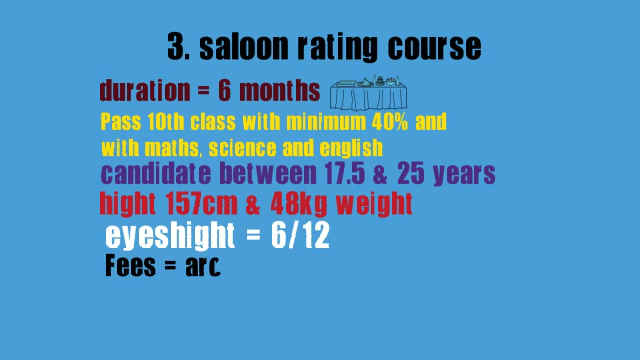 3. saloon rating course
duration = 6 months
Pass 10th class with minimum 40% and
with maths, science and english
candidate between 17.5 & 25 years
hight 157cm & 48kg weight
eyeshight = 6/12
Fees = arc